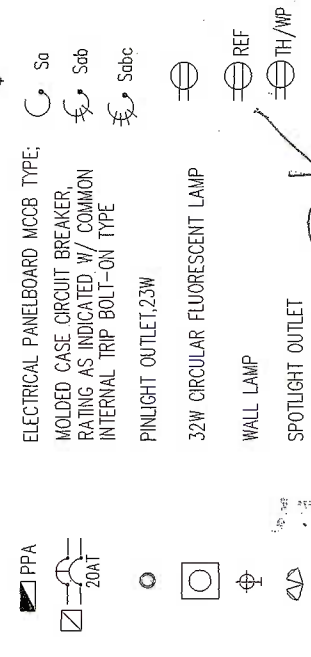 PPA
ELECTRICAL PANELBOARD MCCB TYPE;
20AT
MOLDED CASE CIRCUIT BREAKER,
RATING AS INDICATED W/ COMMON
INTERNAL TRIP BOLT-ON TYPE
PINLIGHT OUTLET,23W
32W CIRCULAR FLUORESCENT LAMP
WALL LAMP
SPOTLIGHT OUTLET
Sa
Sab
Sabc
REF
TH/WP